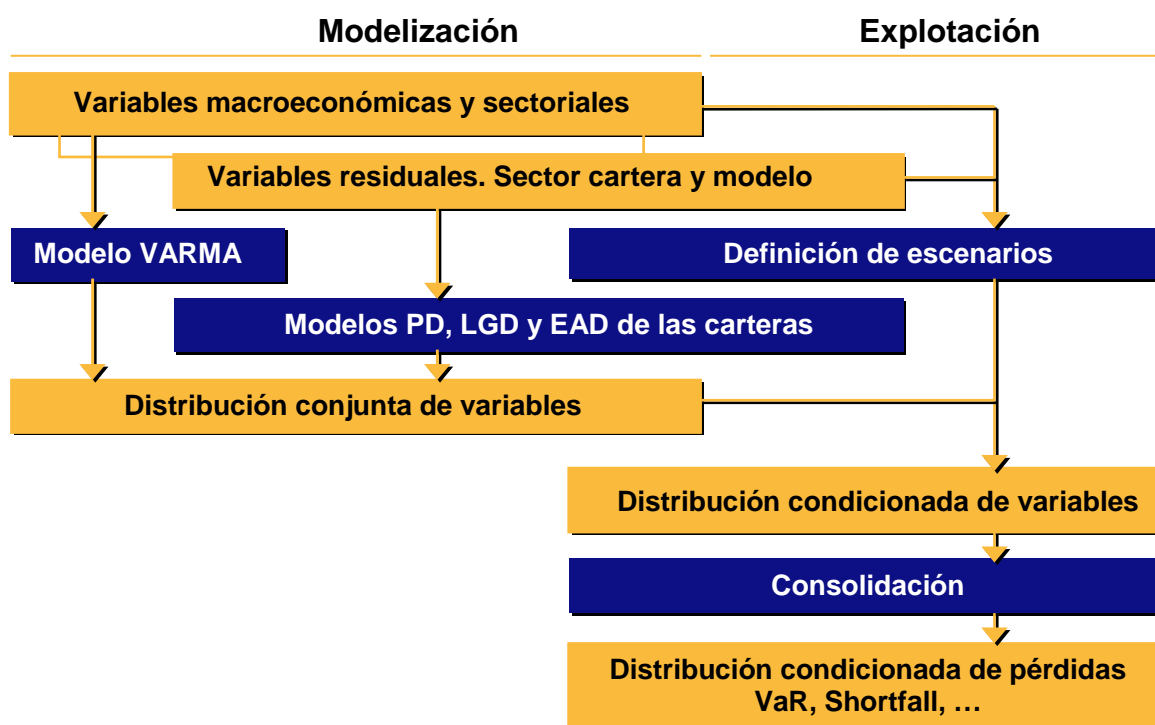 Modelización
Explotación
Variables macroeconómicas y sectoriales
Variables residuales. Sector cartera y modelo
Modelo VARMA
Definición de escenarios
Modelos PD, LGD y EAD de las carteras
Distribución conjunta de variables
Distribución condicionada de variables
Consolidación
Distribución condicionada de pérdidas
VaR, Shortfall, …